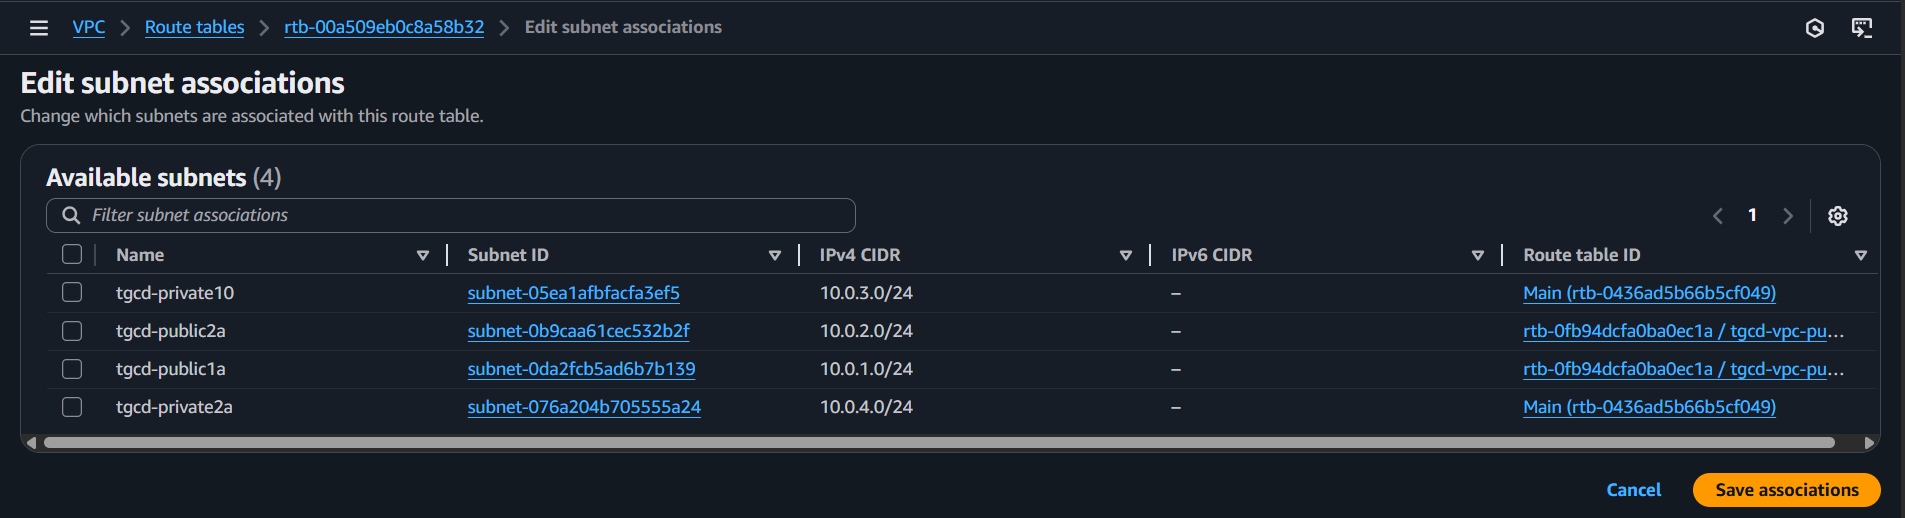 VPC > Route tables > rtb-00a509eb0c8a58b32 > Edit subnet associations
Edit subnet associations
Change which subnets are associated with this route table.
Available subnets (4)
Filter subnet associations
1
Name Subnet ID IPv4 CIDR IPv6 CIDR Route table ID
tgcd-private10 subnet-05ea1afbfacfa3ef5 10.0.3.0/24 – Main (rtb-0436ad5b66b5cf049)
tgcd-public2a subnet-0b9caa61cec532b2f 10.0.2.0/24 – rtb-0fb94dcfa0ba0ec1a / tgcd-vpc-pu...
tgcd-public1a subnet-0da2fcb5ad6b7b139 10.0.1.0/24 – rtb-0fb94dcfa0ba0ec1a / tgcd-vpc-pu...
tgcd-private2a subnet-076a204b705555a24 10.0.4.0/24 – Main (rtb-0436ad5b66b5cf049)
Cancel Save associations